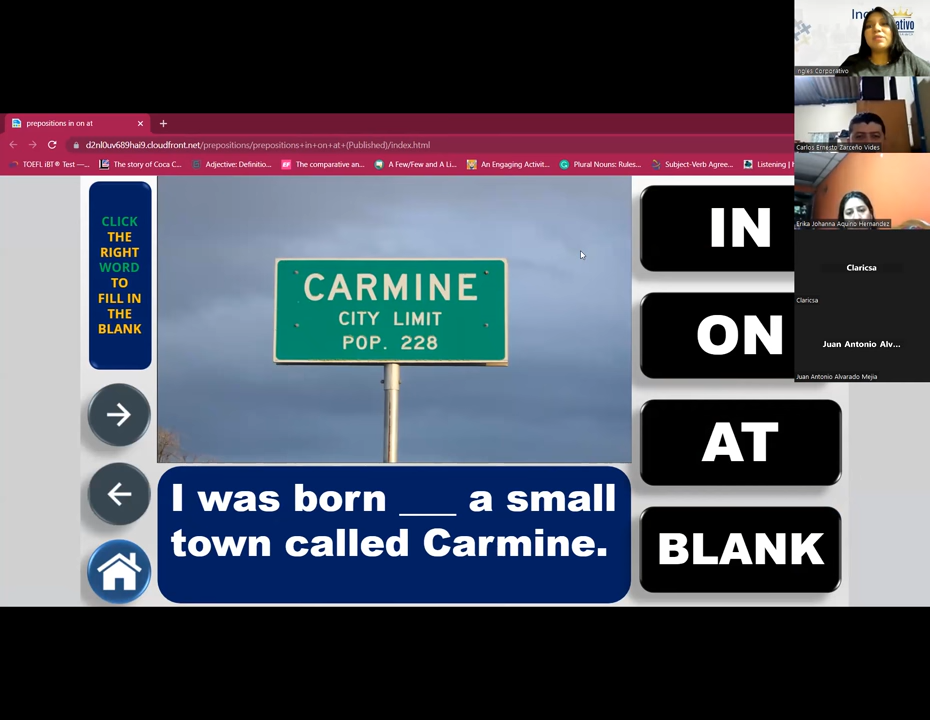 prepositions in on at
d2nl0uv689hai9.cloudfront.net/prepositions/prepositions+in+on+at+(Published)/index.html
TOEFL iBT® Test —...
The story of Coca C...
Adjective: Definitio...
The comparative an...
A Few/Few and A Li...
An Engaging Activit...
Plural Nouns: Rules...
Subject-Verb Agree...
Listening |
CLICK
THE
RIGHT
WORD
TO
FILL IN
THE
BLANK
CARMINE
CITY LIMIT
POP. 228
I was born ___ a small
town called Carmine.
IN
ON
AT
BLANK
Ingles Corporativo
Carlos Ernesto Zarceño Vides
Erika Johanna Aquino Hernandez
Claricsa
Claricsa
Juan Antonio Alv...
Juan Antonio Alvarado Mejia